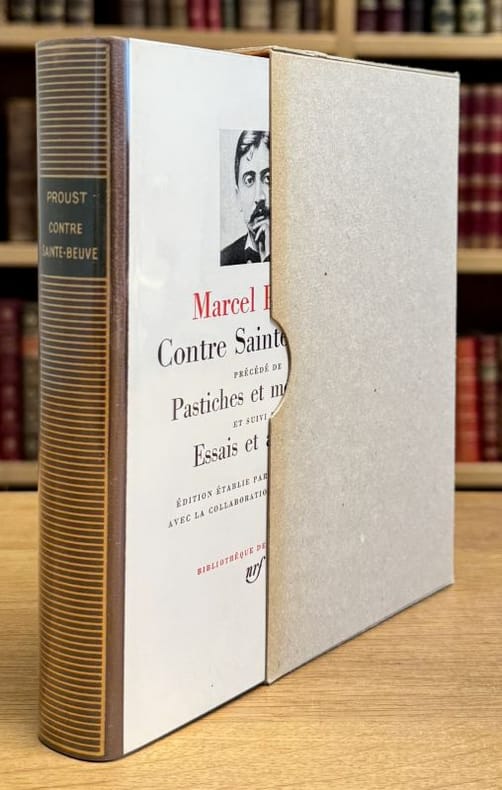 PROUST
CONTRE
SAINTE-BEUVE
Marcel
Contre Sainte
PRÉCÉDÉ DE
Pastiches et
ET SUIVI
Essais et
ÉDITION ÉTABLIE PAR
AVEC LA COLLABORATION
BIBLIOTHÈQUE DE
nrf